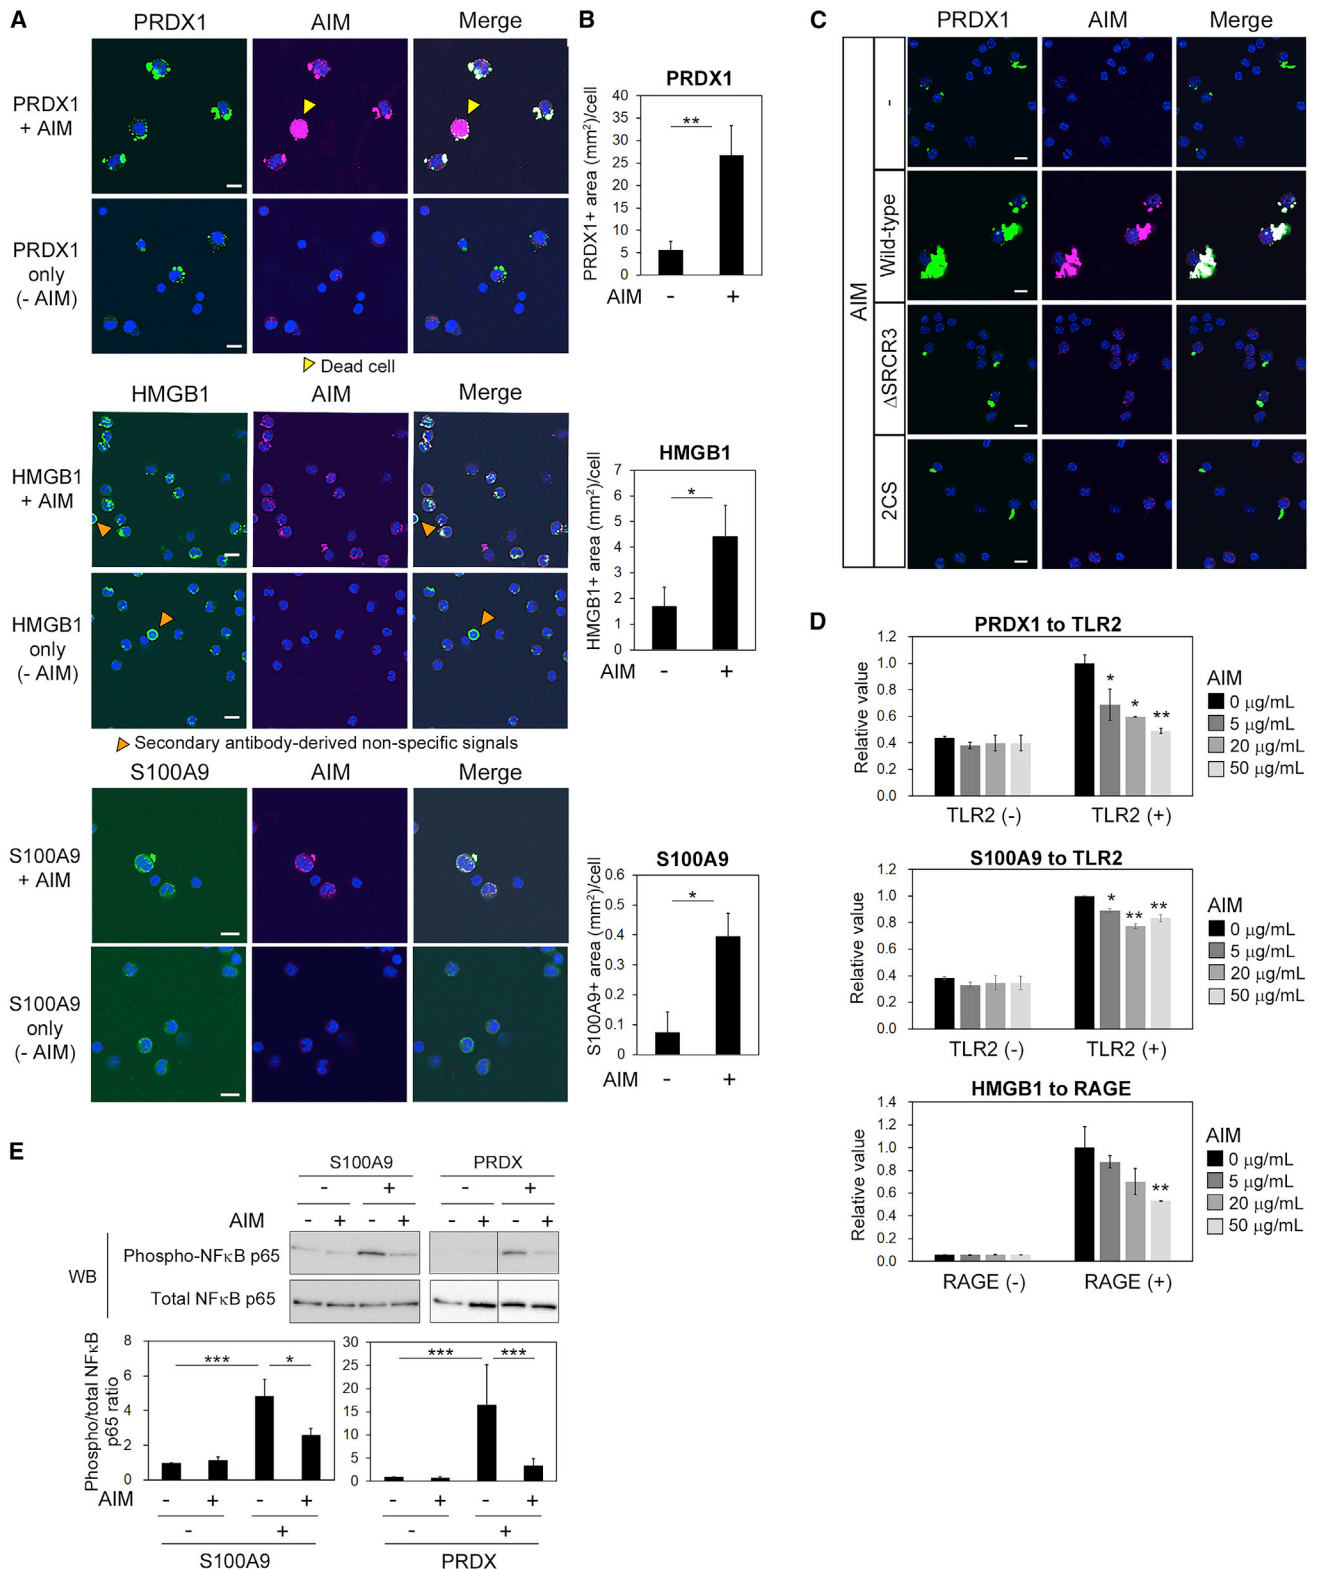 A
PRDX1 AIM Merge
PRDX1
+ AIM
PRDX1
only
(- AIM)
Dead cell
HMGB1 AIM Merge
HMGB1
+ AIM
HMGB1
only
(- AIM)
Secondary antibody-derived non-specific signals
S100A9 AIM Merge
S100A9
+ AIM
S100A9
only
(- AIM)
B
PRDX1
PRDX1+ area (mm²)/cell
40
35
30
25
20
15
10
5
0
**
AIM - +
HMGB1
HMGB1+ area (mm²)/cell
7
6
5
4
3
2
1
0
*
AIM - +
S100A9
S100A9+ area (mm²)/cell
0.6
0.5
0.4
0.3
0.2
0.1
0
*
AIM - +
C
PRDX1 AIM Merge
AIM
-
Wild-type
ΔSRCR3
2CS
D
PRDX1 to TLR2
Relative value
1.2
1.0
0.8
0.6
0.4
0.2
0.0
* * **
TLR2 (-) TLR2 (+)
AIM
0 µg/mL
5 µg/mL
20 µg/mL
50 µg/mL
S100A9 to TLR2
Relative value
1.2
1.0
0.8
0.6
0.4
0.2
0.0
* ** **
TLR2 (-) TLR2 (+)
AIM
0 µg/mL
5 µg/mL
20 µg/mL
50 µg/mL
HMGB1 to RAGE
Relative value
1.4
1.2
1.0
0.8
0.6
0.4
0.2
0.0
**
RAGE (-) RAGE (+)
AIM
0 µg/mL
5 µg/mL
20 µg/mL
50 µg/mL
E
S100A9 PRDX
- + - +
AIM - + - + - + - +
WB
Phospho-NFκB p65
Total NFκB p65
Phospho/total NFκB
p65 ratio
8
6
4
2
0
*** *
30
25
20
15
10
5
0
*** ***
AIM - + - + - + - +
- + - +
S100A9 PRDX